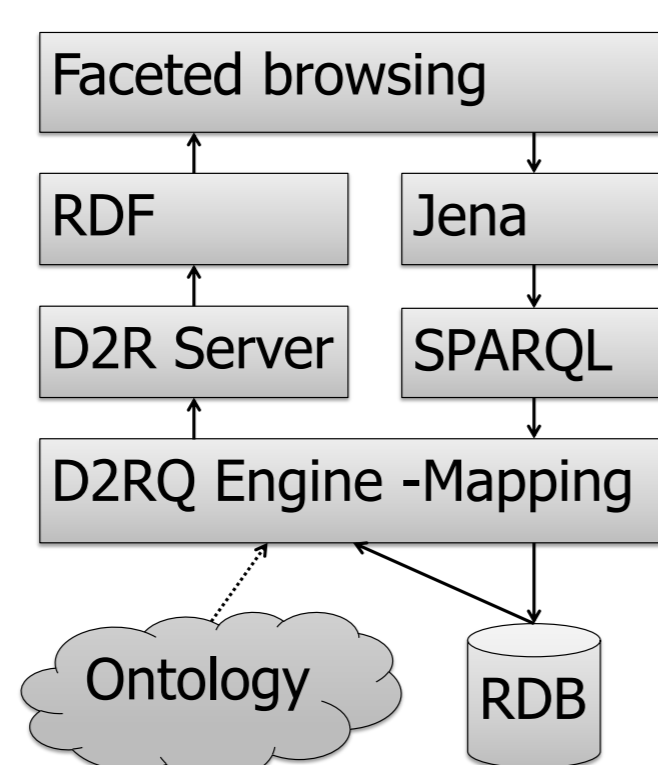 Faceted browsing
RDF
Jena
D2R Server
SPARQL
D2RQ Engine -Mapping
Ontology
RDB